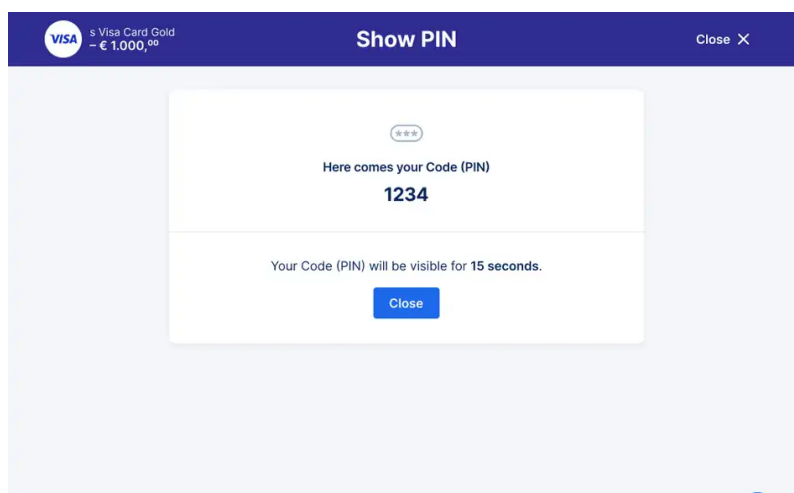 VISA
s Visa Card Gold
– € 1.000,⁰⁰
Show PIN
Close
***
Here comes your Code (PIN)
1234
Your Code (PIN) will be visible for 15 seconds.
Close